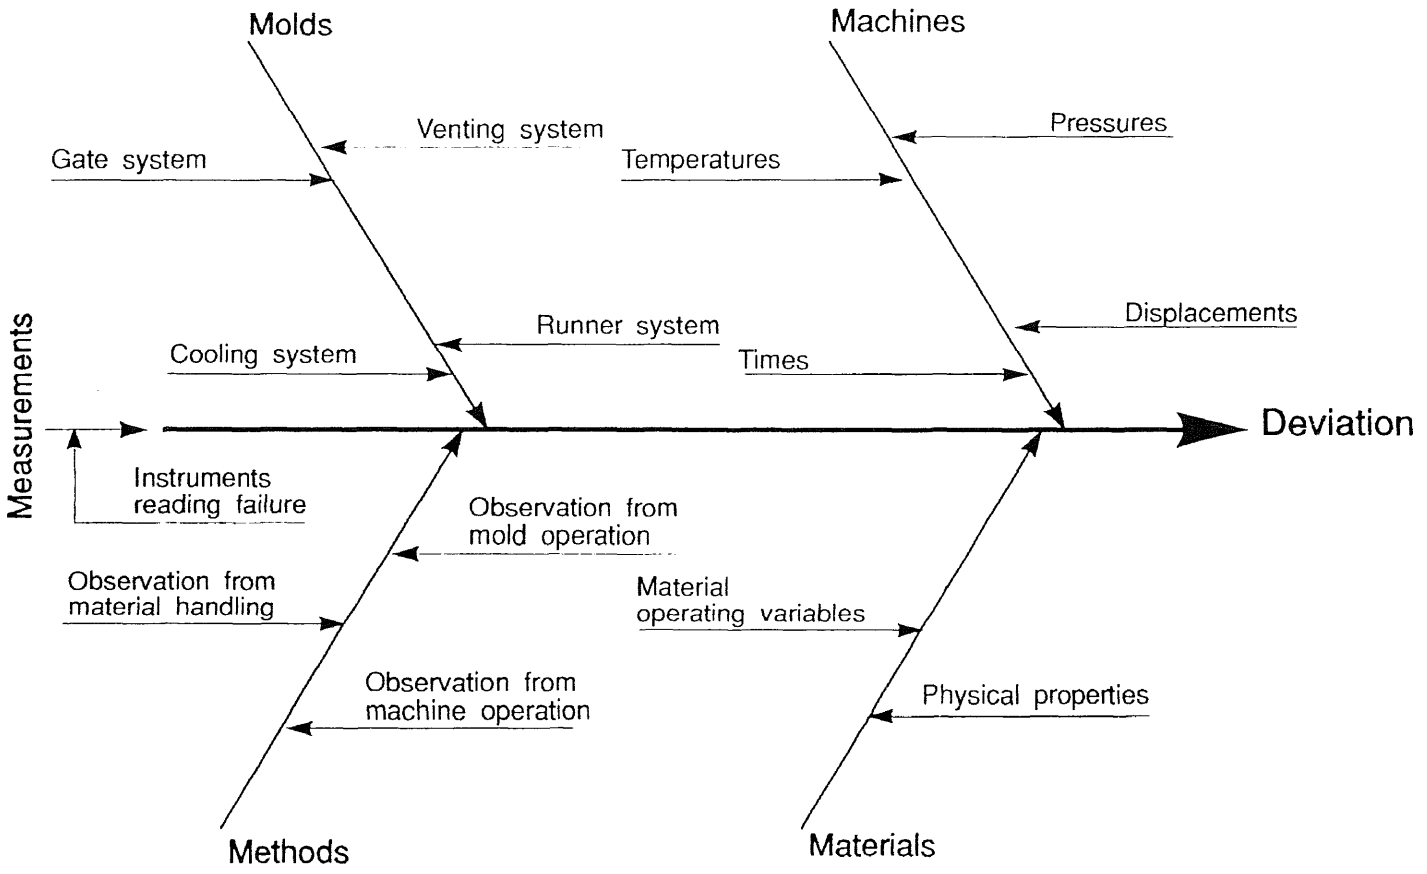 Molds
Machines
Venting system
Pressures
Gate system
Temperatures
Runner system
Displacements
Cooling system
Times
Measurements
Deviation
Instruments
reading failure
Observation from
mold operation
Observation from
material handling
Material
operating variables
Observation from
machine operation
Physical properties
Methods
Materials